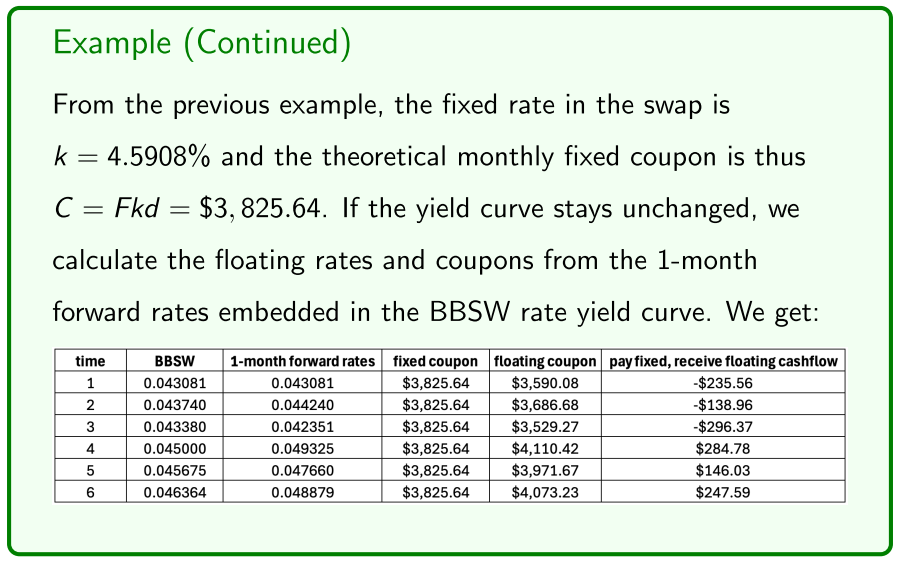 Example (Continued)
From the previous example, the fixed rate in the swap is
k = 4.5908% and the theoretical monthly fixed coupon is thus
C = Fkd = $3,825.64. If the yield curve stays unchanged, we
calculate the floating rates and coupons from the 1-month
forward rates embedded in the BBSW rate yield curve. We get:
time BBSW 1-month forward rates fixed coupon floating coupon pay fixed, receive floating cashflow
1 0.043081 0.043081 $3,825.64 $3,590.08 -$235.56
2 0.043740 0.044240 $3,825.64 $3,686.68 -$138.96
3 0.043380 0.042351 $3,825.64 $3,529.27 -$296.37
4 0.045000 0.049325 $3,825.64 $4,110.42 $284.78
5 0.045675 0.047660 $3,825.64 $3,971.67 $146.03
6 0.046364 0.048879 $3,825.64 $4,073.23 $247.59